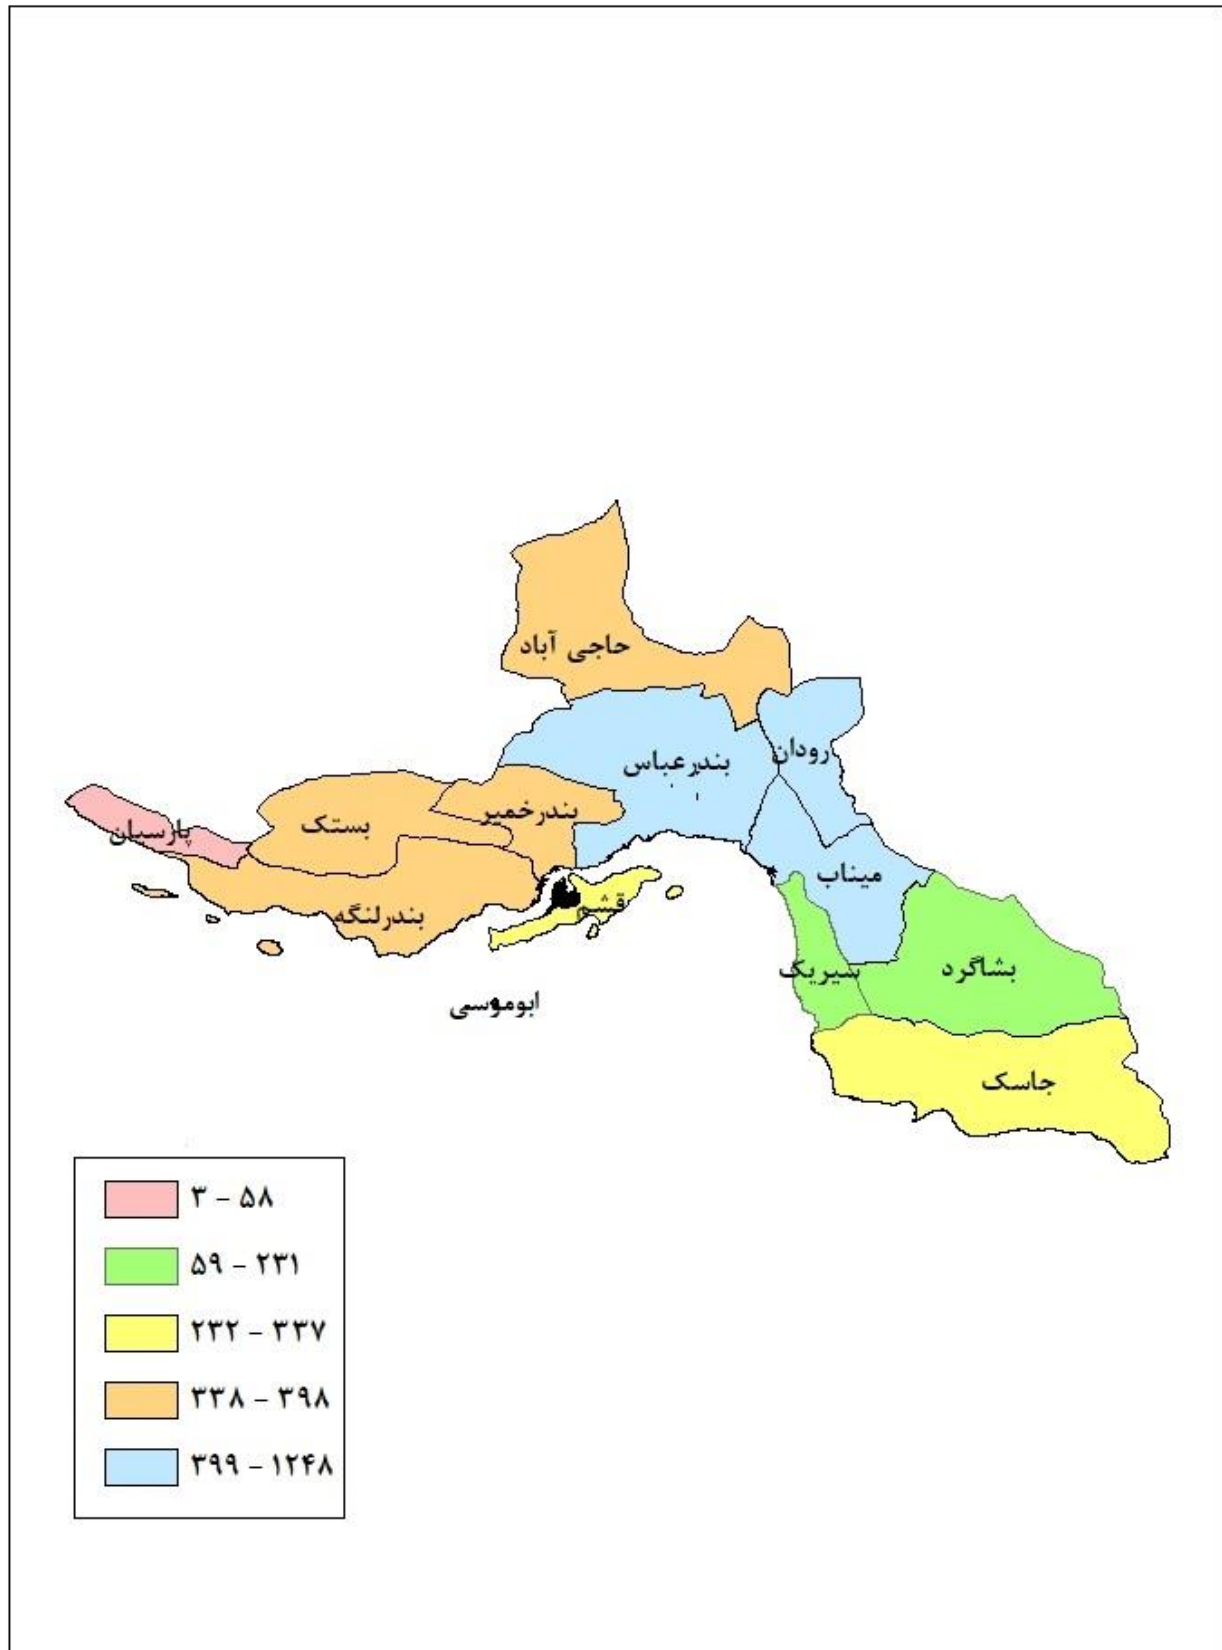 حاجی آباد
رودان
بندرعباس
بندرخمیر
بستک
پارسیان
میناب
قشم
بندرلنگه
سیریک
بشاگرد
ابوموسی
جاسک
۳ – ۵۸
۵۹ – ۲۳۱
۲۳۲ – ۳۳۷
۳۳۸ – ۳۹۸
۳۹۹ – ۱۲۴۸